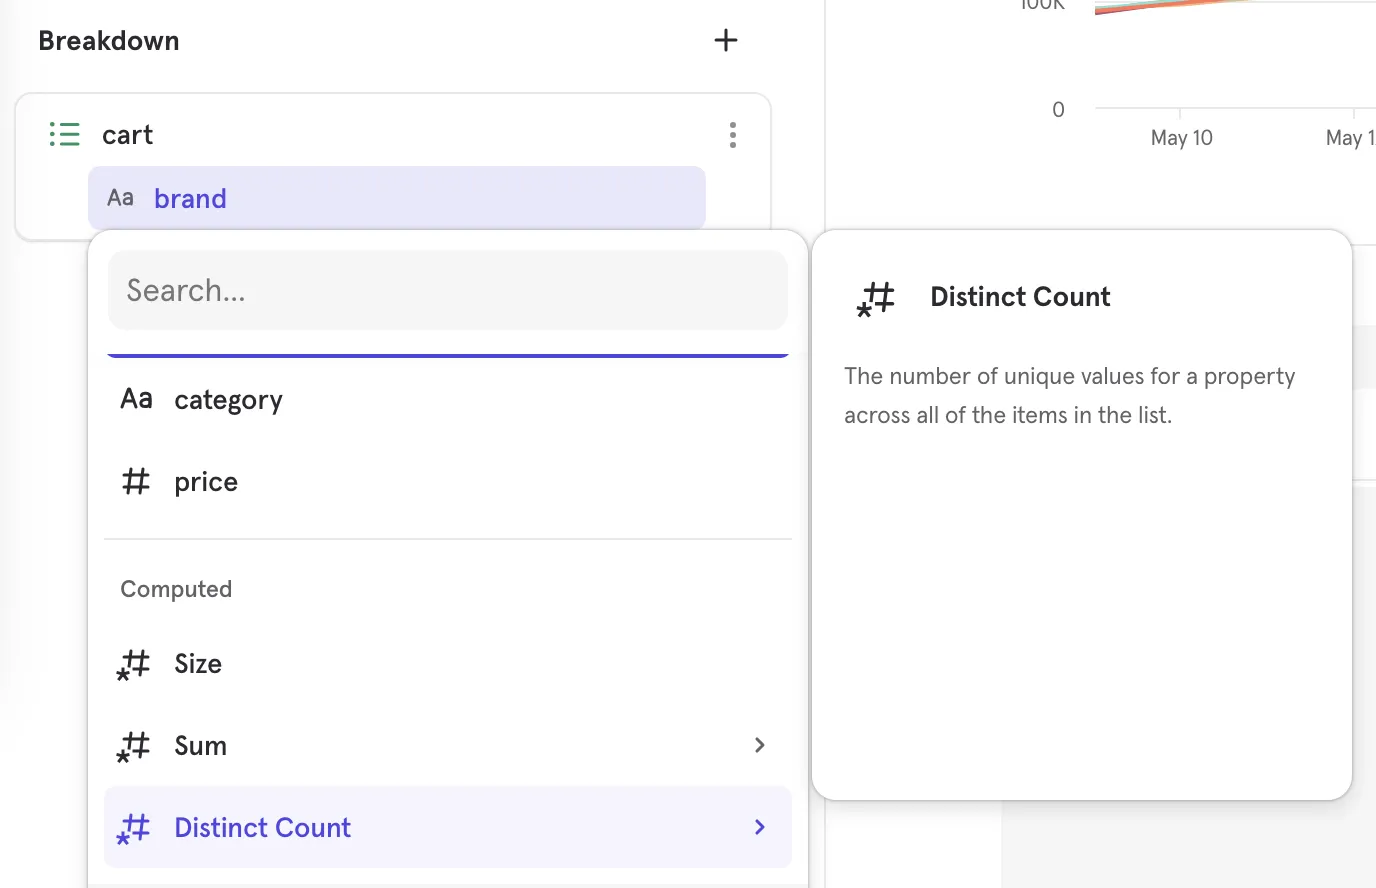 Breakdown
cart
Aa brand
Search...
Aa category
# price
Computed
Size
Sum
Distinct Count
Distinct Count
The number of unique values for a property
across all of the items in the list.
100K
0
May 10
May 1